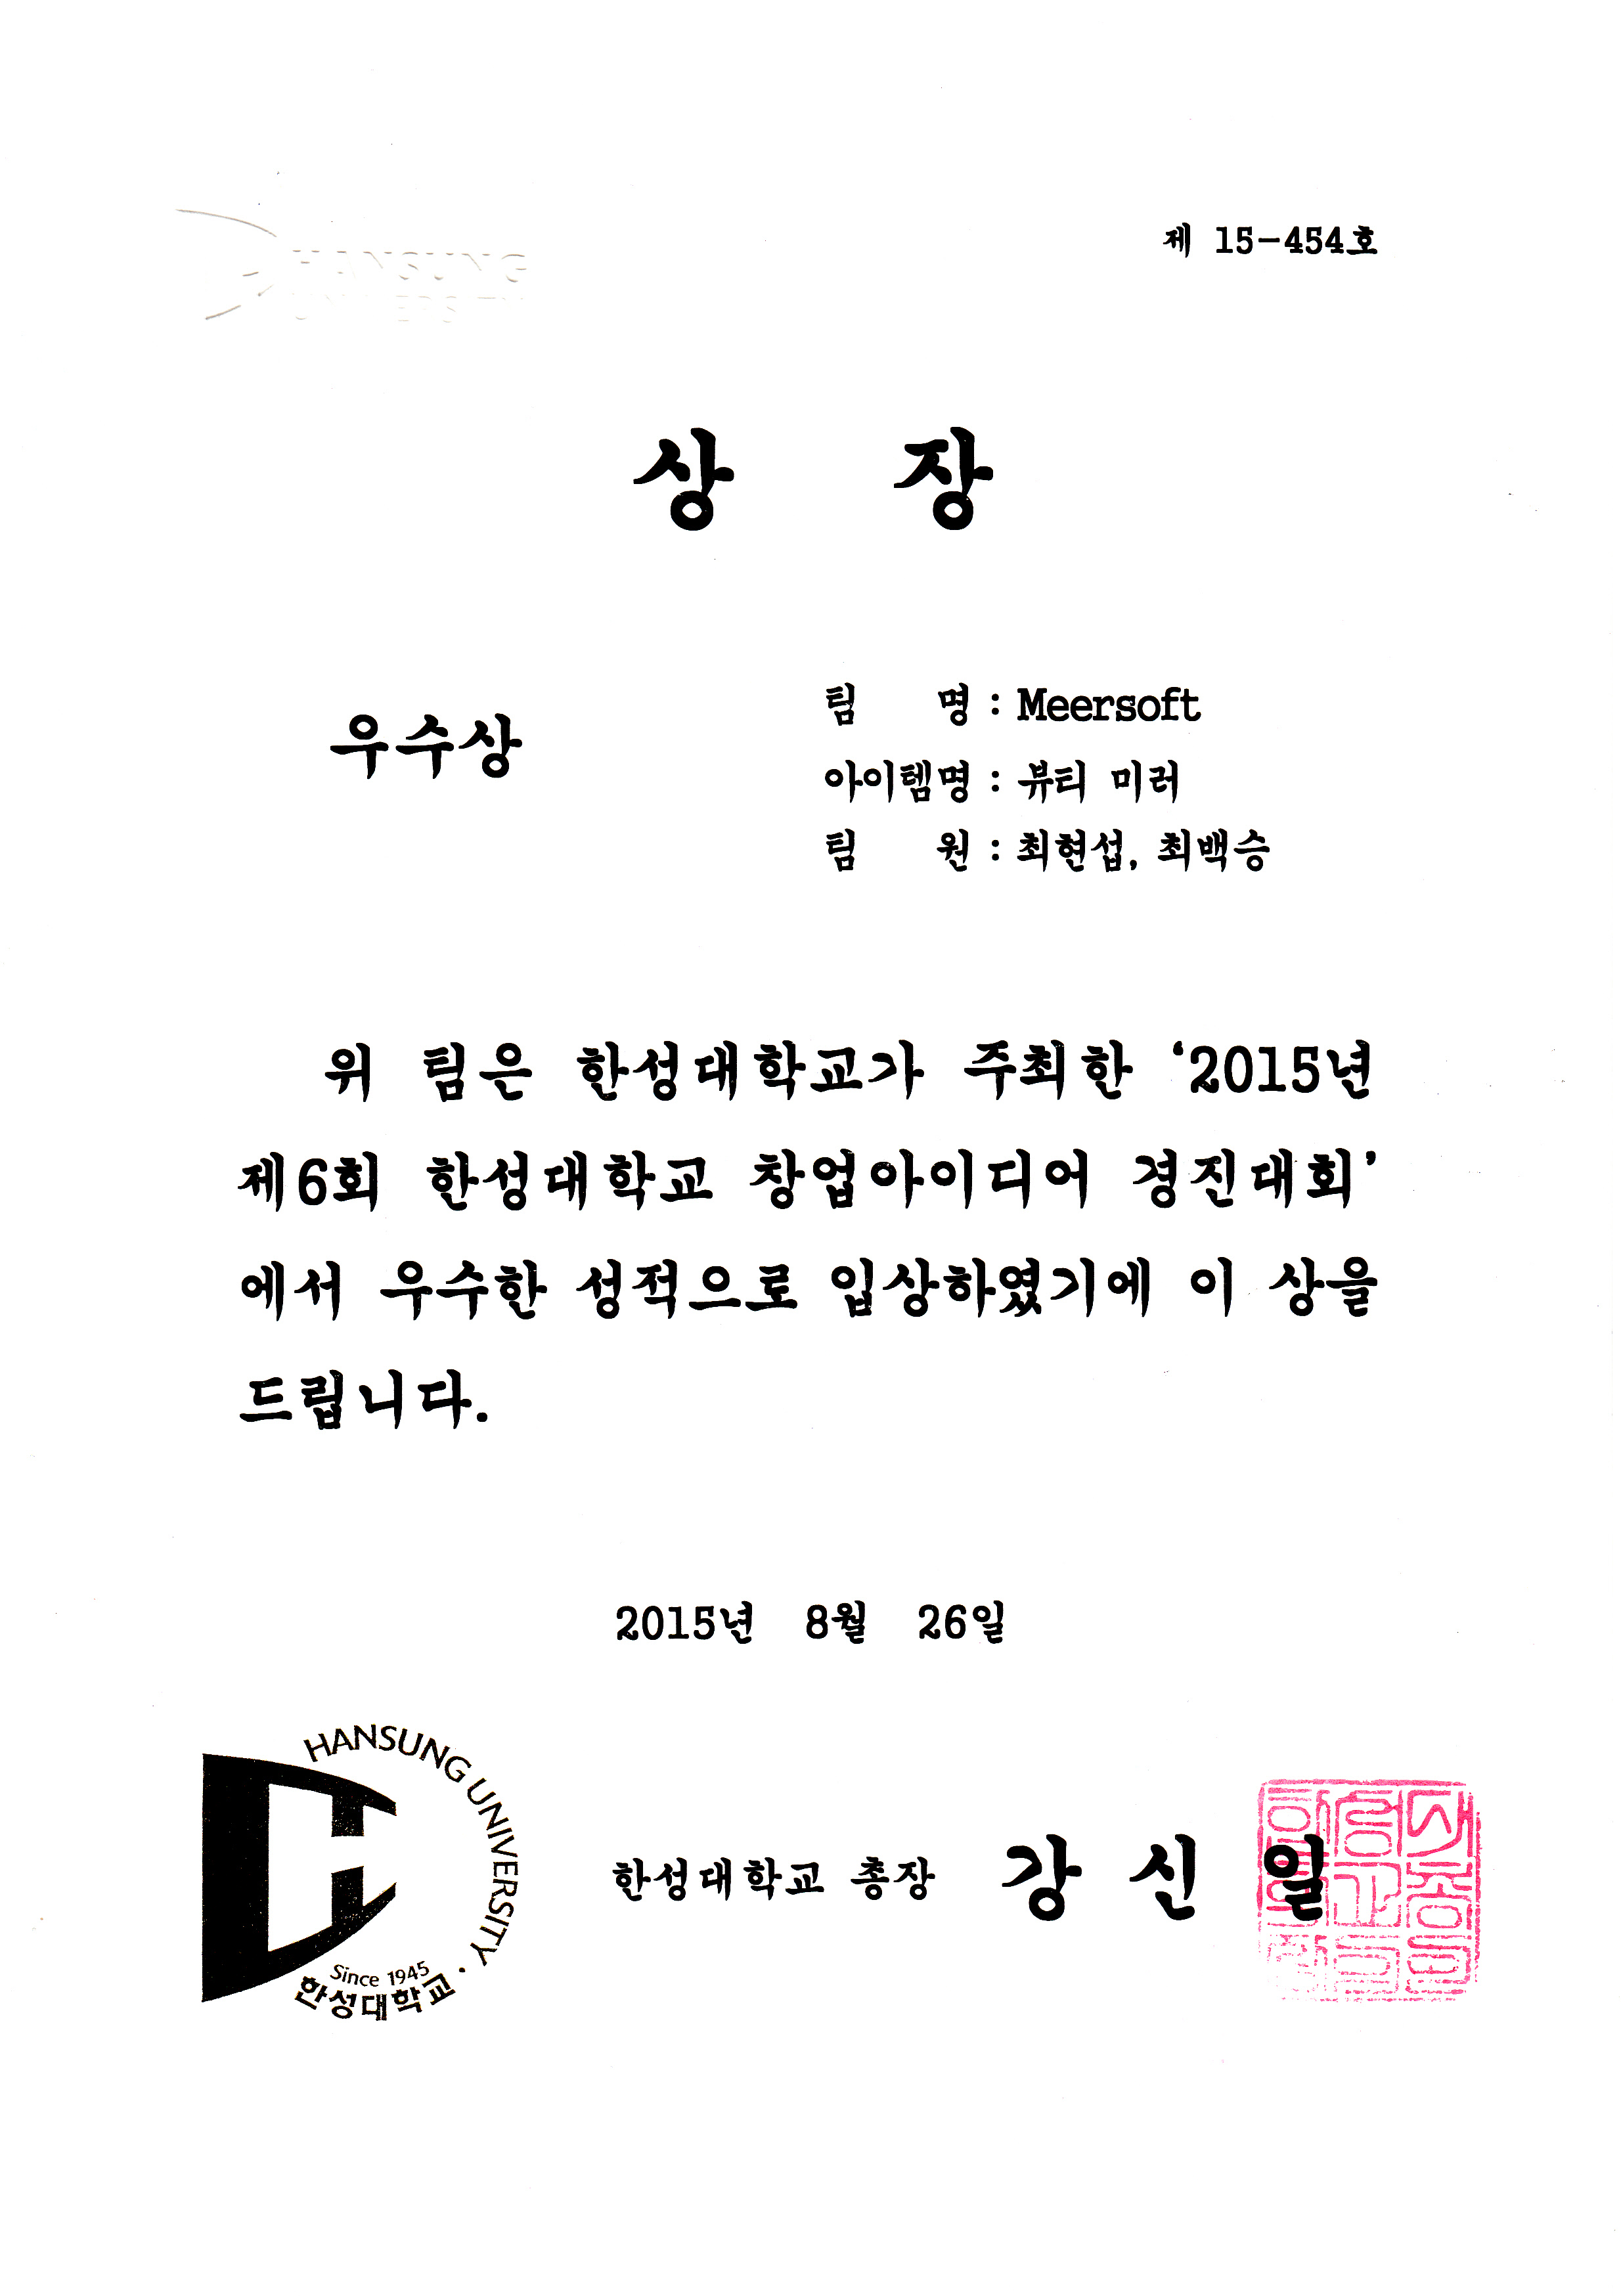 제 15-454호
HANSUNG
UNIVERSITY
상 장
우수상
팀 명 : Meersoft
아이템명 : 뷰티 미러
팀 원 : 최현섭, 최백승
위 팀은 한성대학교가 주최한 ‘2015년
제6회 한성대학교 창업아이디어 경진대회’
에서 우수한 성적으로 입상하였기에 이 상을
드립니다.
2015년 8월 26일
HANSUNG UNIVERSITY ·
Since 1945
한성대학교
한성대학교 총장 강 신 일